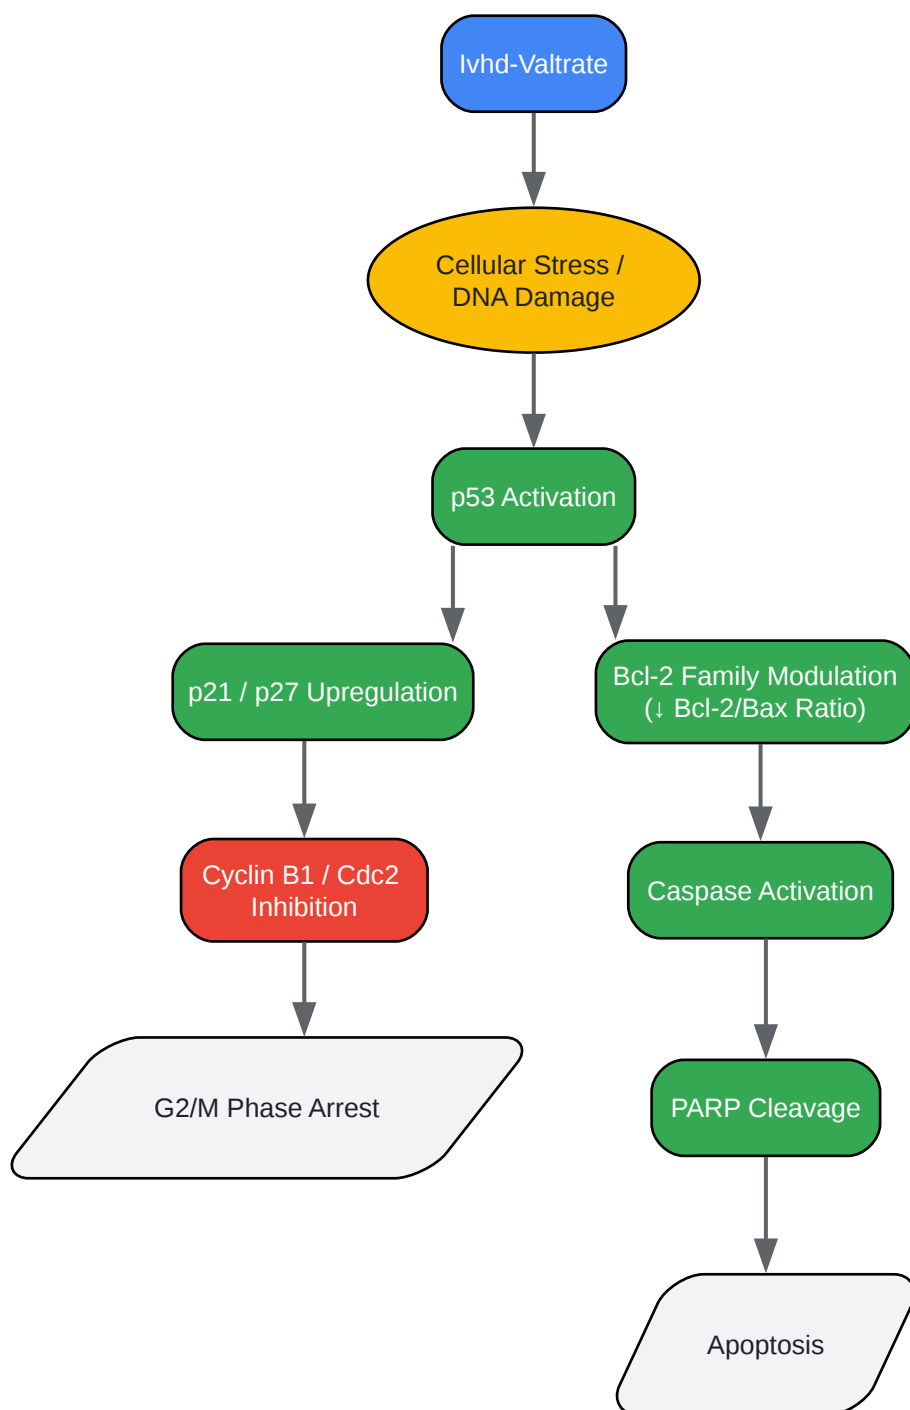 Ivhd-Valtrate
Cellular Stress /
DNA Damage
p53 Activation
p21 / p27 Upregulation
Bcl-2 Family Modulation
(↓ Bcl-2/Bax Ratio)
Cyclin B1 / Cdc2
Inhibition
Caspase Activation
G2/M Phase Arrest
PARP Cleavage
Apoptosis